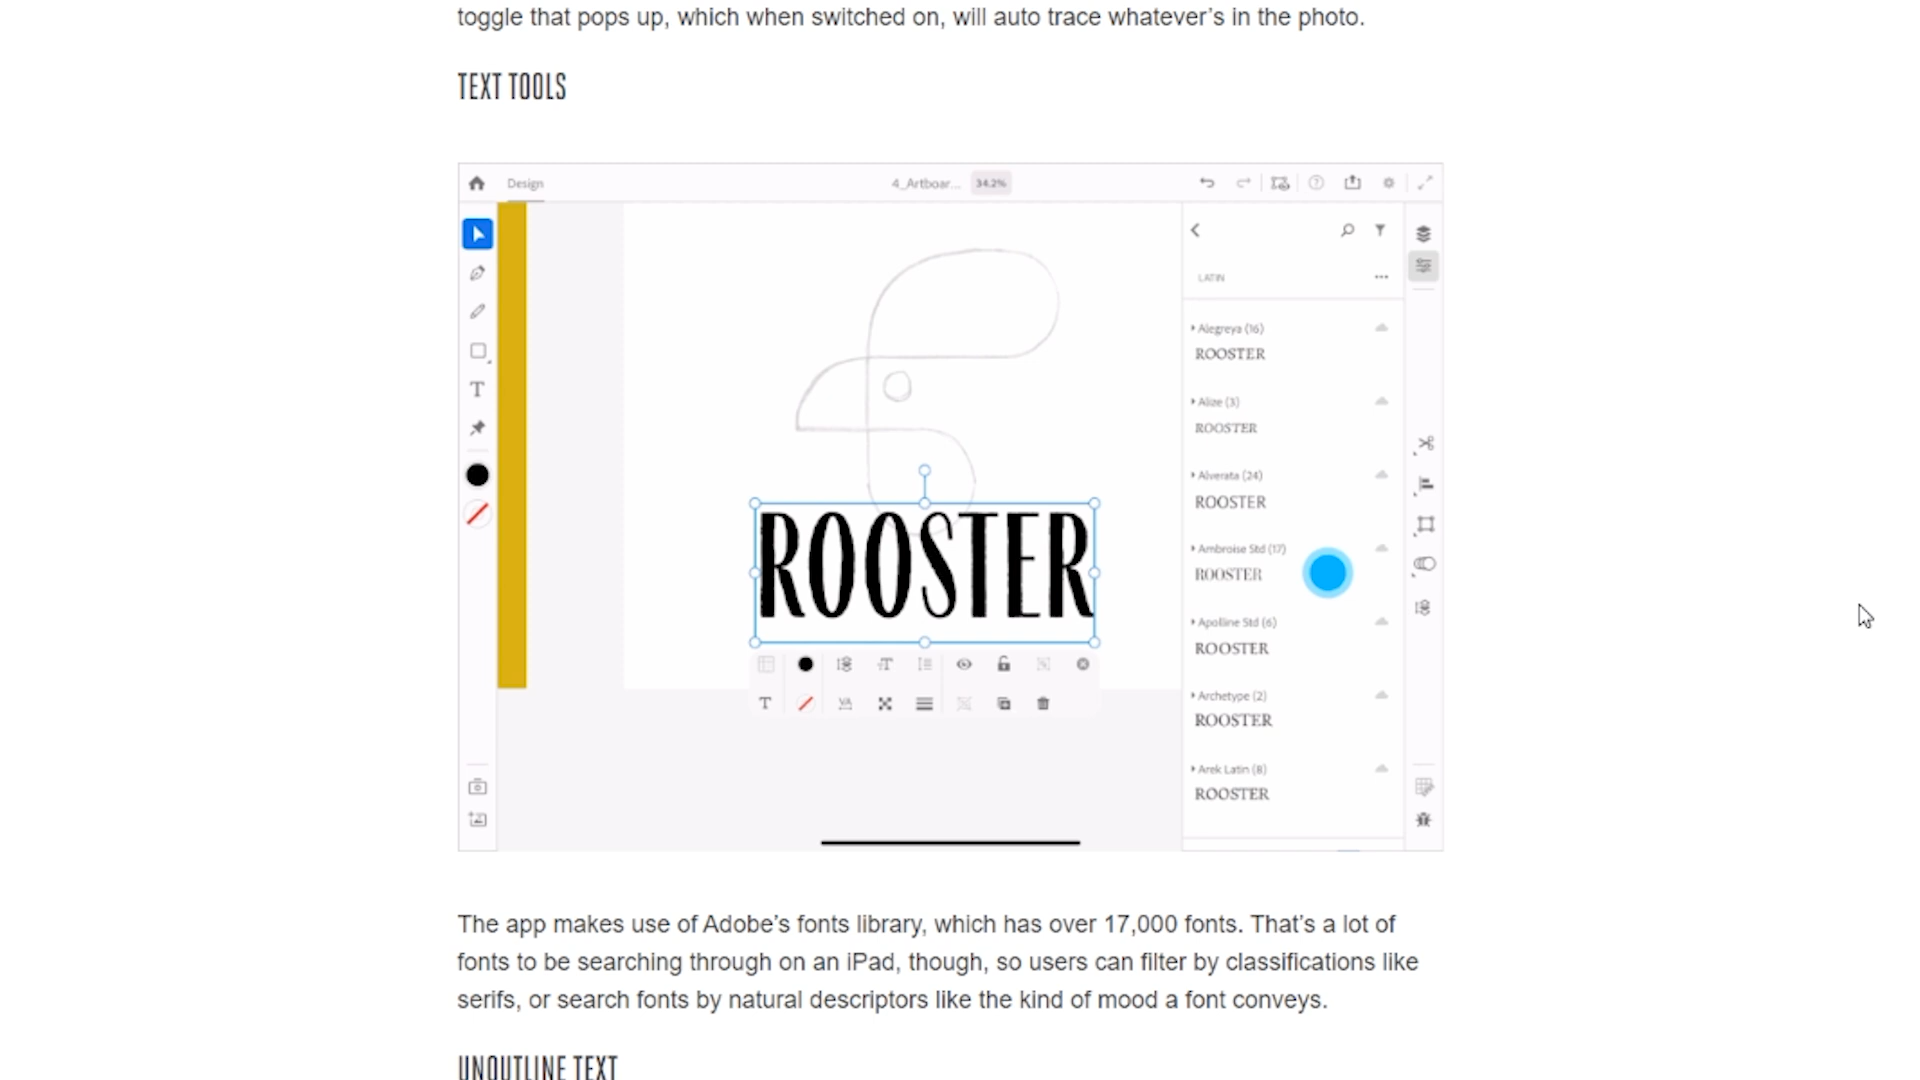 toggle that pops up, which when switched on, will auto trace whatever’s in the photo.
TEXT TOOLS
Design
4_Artboar...
34.2%
LATIN
Alegreya (16)
ROOSTER
Alize (3)
ROOSTER
Alverata (24)
ROOSTER
Ambroise Std (17)
ROOSTER
Apolline Std (6)
ROOSTER
Archetype (2)
ROOSTER
Arek Latin (8)
ROOSTER
ROOSTER
The app makes use of Adobe’s fonts library, which has over 17,000 fonts. That’s a lot of
fonts to be searching through on an iPad, though, so users can filter by classifications like
serifs, or search fonts by natural descriptors like the kind of mood a font conveys.
UNOUTLINE TEXT